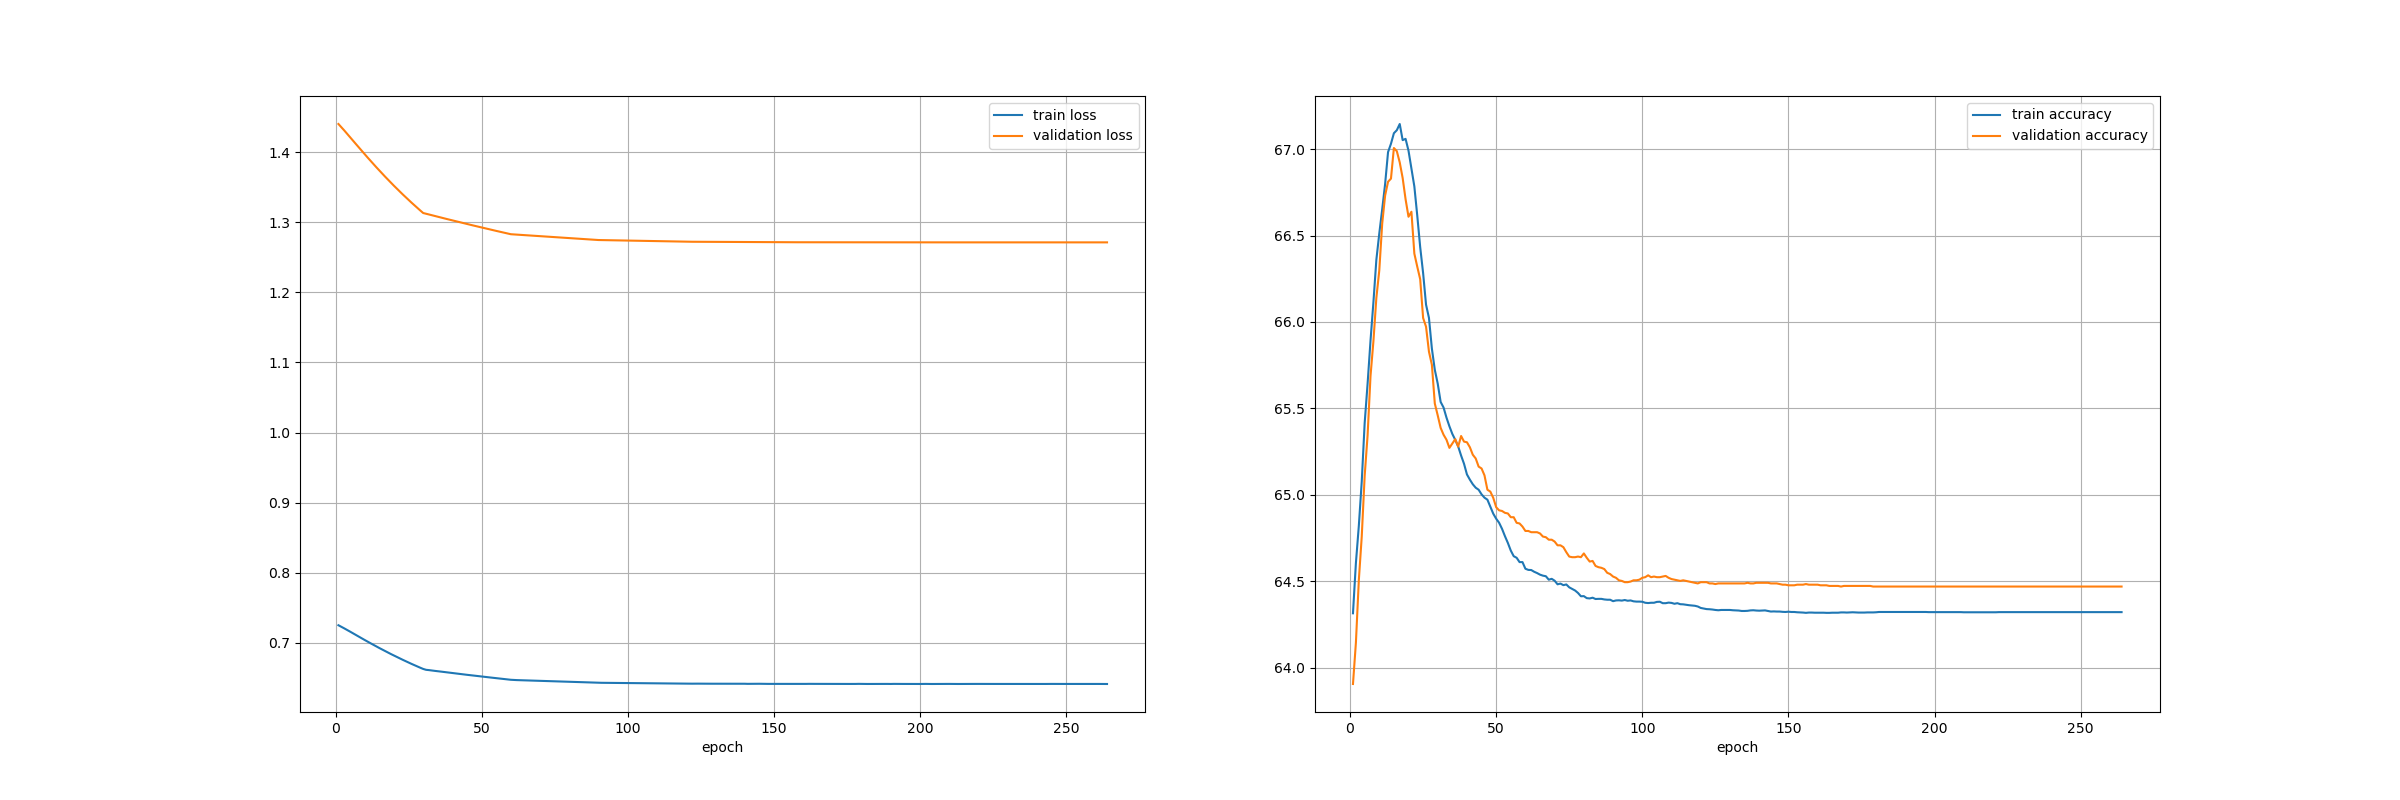 train loss
validation loss
1.4
1.3
1.2
1.1
1.0
0.9
0.8
0.7
0 50 100 150 200 250
epoch
train accuracy
validation accuracy
67.0
66.5
66.0
65.5
65.0
64.5
64.0
0 50 100 150 200 250
epoch